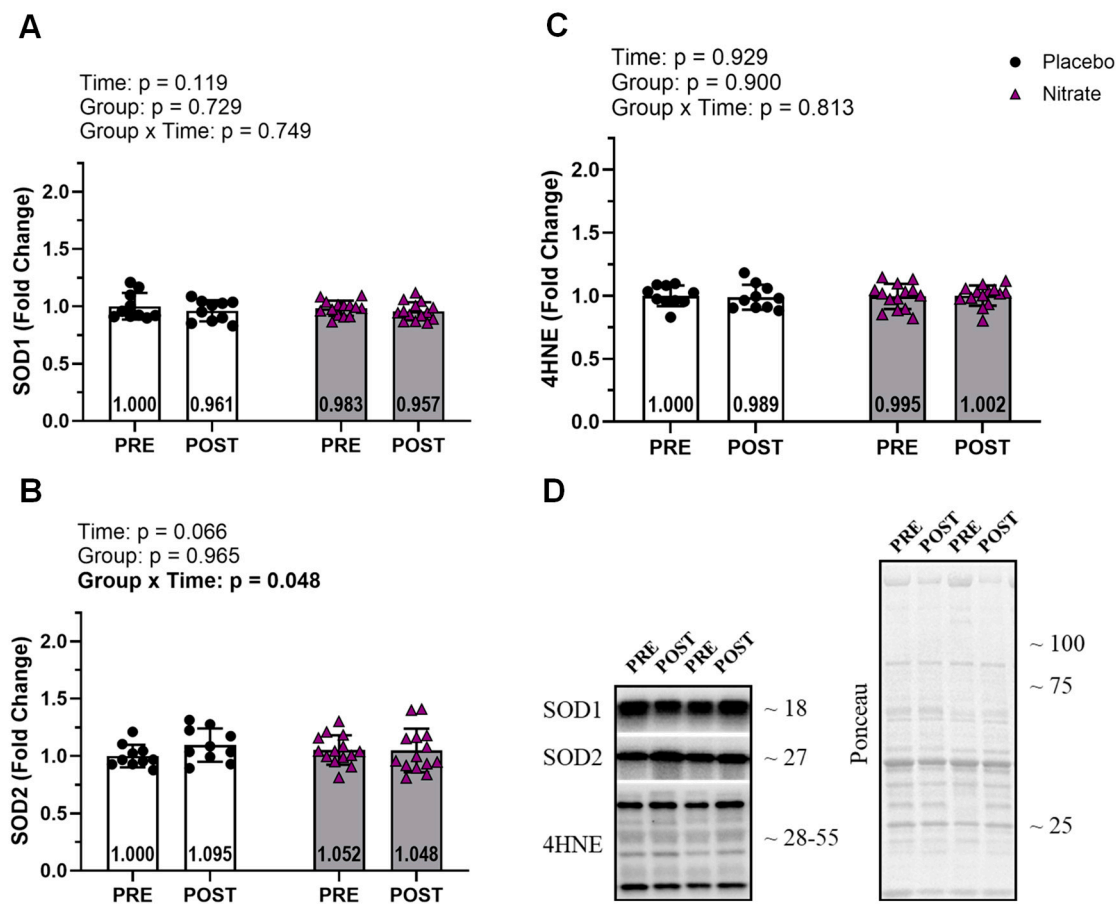 A
Time: p = 0.119
Group: p = 0.729
Group x Time: p = 0.749
SOD1 (Fold Change)
2.0
1.5
1.0
0.5
0.0
1.000
0.961
0.983
0.957
PRE
POST
PRE
POST
C
Time: p = 0.929
Group: p = 0.900
Group x Time: p = 0.813
Placebo
Nitrate
4HNE (Fold Change)
2.0
1.5
1.0
0.5
0.0
1.000
0.989
0.995
1.002
PRE
POST
PRE
POST
B
Time: p = 0.066
Group: p = 0.965
Group x Time: p = 0.048
SOD2 (Fold Change)
2.0
1.5
1.0
0.5
0.0
1.000
1.095
1.052
1.048
PRE
POST
PRE
POST
D
PRE
POST
PRE
POST
SOD1
~ 18
SOD2
~ 27
4HNE
~ 28-55
PRE
POST
PRE
POST
Ponceau
~ 100
~ 75
~ 25